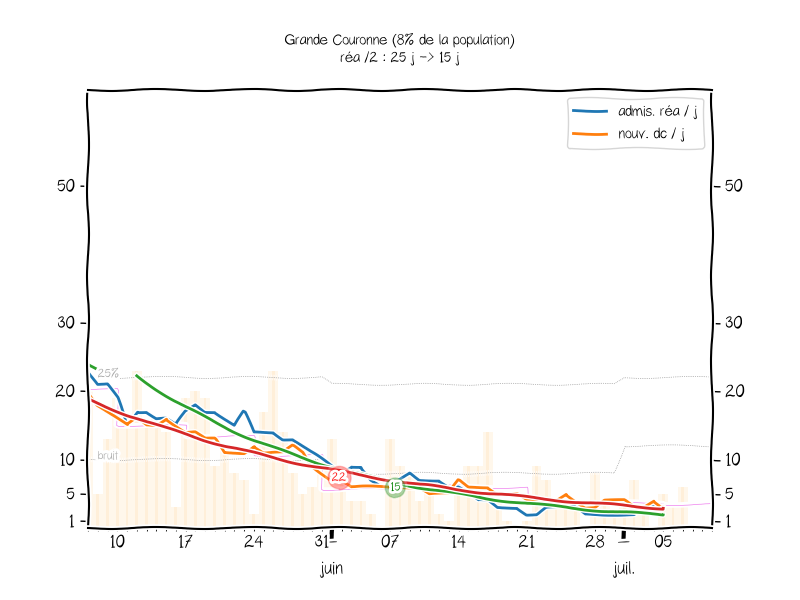 Grande Couronne (8% de la population)
réa /2 : 25 j -> 15 j
admis. réa / j
nouv. dc / j
50 50
30 30
25%
20 20
bruit
10 10
22
15
5 5
1 1
10 17 24 31 07 14 21 28 05
juin juil.